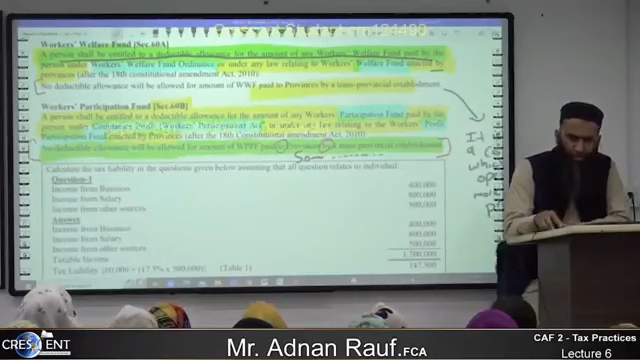 Workers' Welfare Fund [Sec.60A]
A person shall be entitled to a deductible allowance for the amount of any Workers' Welfare Fund paid by the
person under Workers' Welfare Fund Ordinance or under any law relating to Workers' Welfare Fund enacted by
provinces (after the 18th constitutional amendment Act, 2010)
No deductible allowance will be allowed for amount of WWF paid to Provinces by a trans-provincial establishment.
Workers' Participation Fund [Sec.60B]
A person shall be entitled to a deductible allowance for the amount of any Workers' Participation Fund paid by the
person under Companies Profit (Workers' Participation) Act or under any law relating to the Workers' Profit
Participation Fund enacted by Provinces (after the 18th Constitutional amendment Act, 2010)
No deductible allowance will be allowed for amount of WPPF paid to Provinces by a trans-provincial establishment
Calculate the tax liability in the questions given below assuming that all question relates to individual.
Question-1
Income from Business 400,000
Income from Salary 800,000
Income from other sources 500,000
Answer
Income from Business 400,000
Income from Salary
Income from other sources 500,000
Taxable Income 1,700,000
Tax Liability [60,000 + (17.5% x 500,000)] (Table 1) 147,500
CRESCENT
Mr. Adnan Rauf.FCA
CAF 2 - Tax Practices
Lecture 6